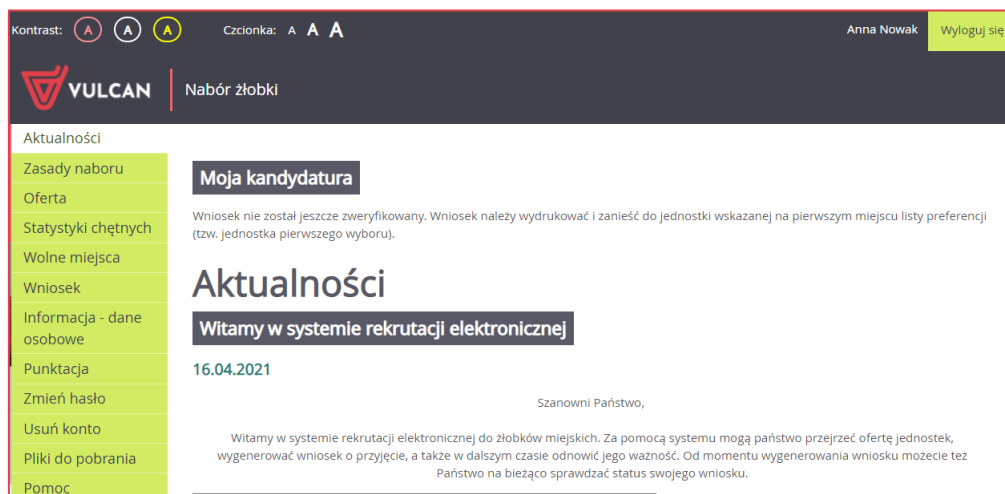 Kontrast: A A A Czcionka: A A A Anna Nowak Wyloguj się
VULCAN Nabór żłobki
Aktualności
Zasady naboru
Oferta
Statystyki chętnych
Wolne miejsca
Wniosek
Informacja - dane
osobowe
Punktacja
Zmień hasło
Usuń konto
Pliki do pobrania
Pomoc
Moja kandydatura
Wniosek nie został jeszcze zweryfikowany. Wniosek należy wydrukować i zanieść do jednostki wskazanej na pierwszym miejscu listy preferencji
(tzw. jednostka pierwszego wyboru).
Aktualności
Witamy w systemie rekrutacji elektronicznej
16.04.2021
Szanowni Państwo,
Witamy w systemie rekrutacji elektronicznej do żłobków miejskich. Za pomocą systemu mogą państwo przejrzeć ofertę jednostek,
wygenerować wniosek o przyjęcie, a także w dalszym czasie odnowić jego ważność. Od momentu wygenerowania wniosku możecie też
Państwo na bieżąco sprawdzać status swojego wniosku.